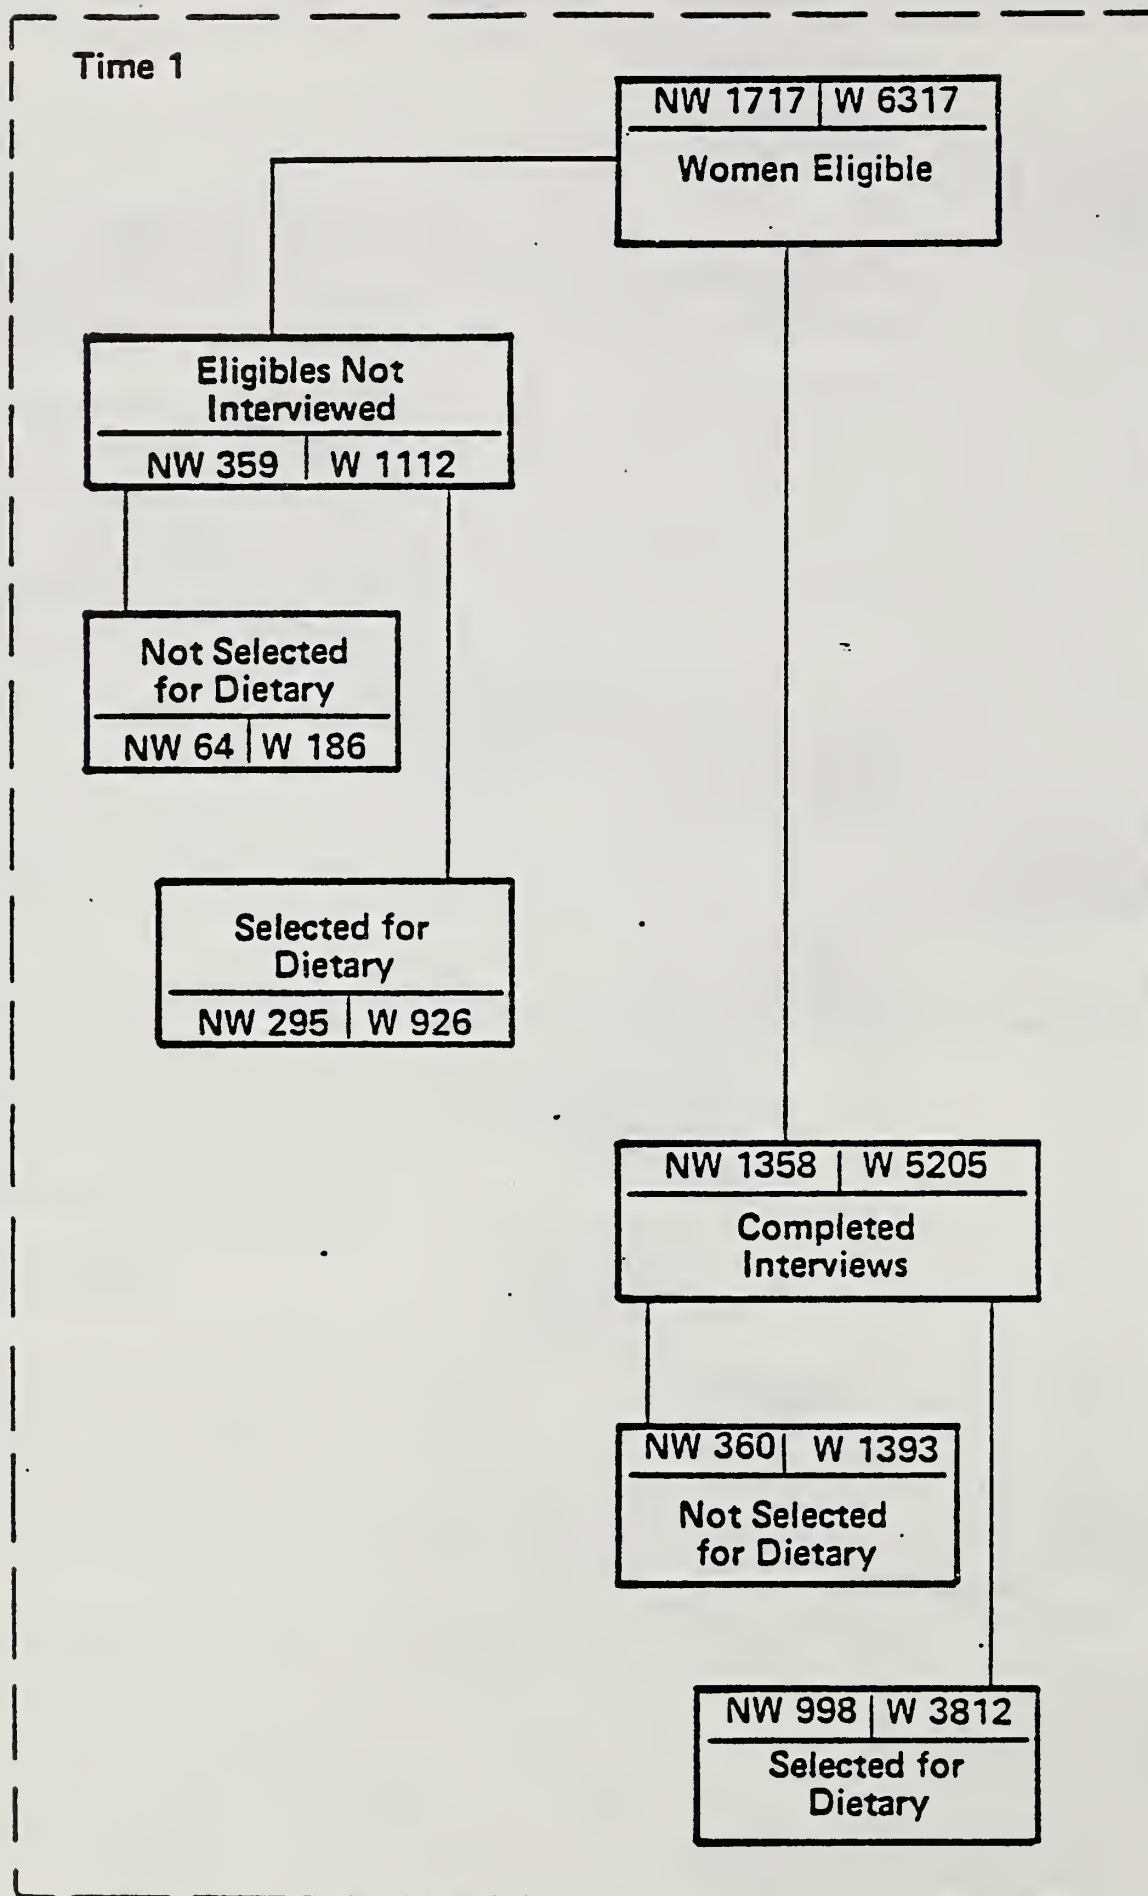 Time 1
NW 1717 W 6317
Women Eligible
Eligibles Not
Interviewed
NW 359 W 1112
Not Selected
for Dietary
NW 64 W 186
Selected for
Dietary
NW 295 W 926
NW 1358 W 5205
Completed
Interviews
NW 360 W 1393
Not Selected
for Dietary
NW 998 W 3812
Selected for
Dietary